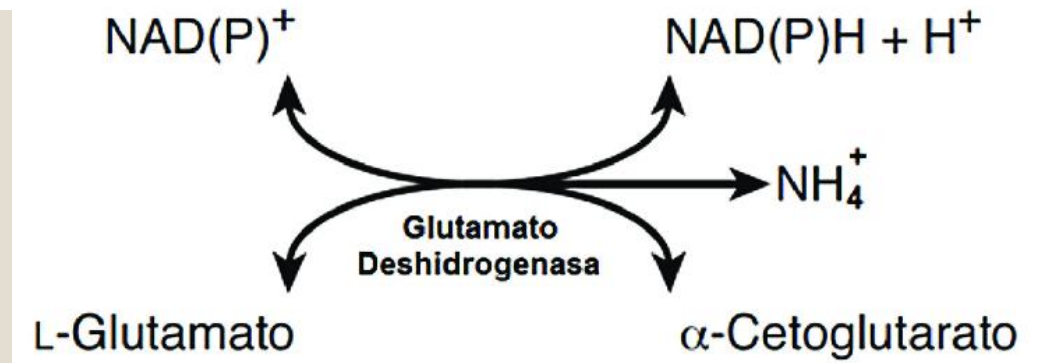 NAD(P)+
NAD(P)H + H+
NH4+
Glutamato
Deshidrogenasa
L-Glutamato
α-Cetoglutarato